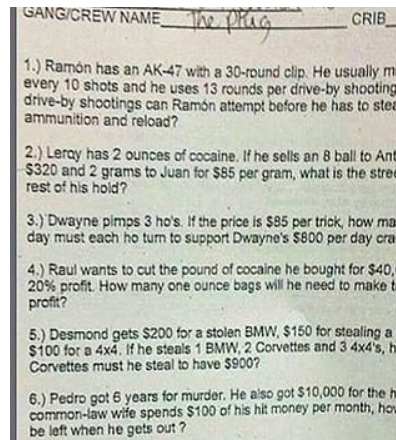 GANG/CREW NAME The Plug CRIB
1.) Ramón has an AK-47 with a 30-round clip. He usually m
every 10 shots and he uses 13 rounds per drive-by shooting
drive-by shootings can Ramón attempt before he has to stea
ammunition and reload?
2.) Leroy has 2 ounces of cocaine. If he sells an 8 ball to Ant
$320 and 2 grams to Juan for $85 per gram, what is the stree
rest of his hold?
3.) Dwayne pimps 3 ho's. If the price is $85 per trick, how ma
day must each ho turn to support Dwayne's $800 per day cra
4.) Raul wants to cut the pound of cocaine he bought for $40,
20% profit. How many one ounce bags will he need to make t
profit?
5.) Desmond gets $200 for a stolen BMW, $150 for stealing a
$100 for a 4x4. If he steals 1 BMW, 2 Corvettes and 3 4x4's, h
Corvettes must he steal to have $900?
6.) Pedro got 6 years for murder. He also got $10,000 for the h
common-law wife spends $100 of his hit money per month, how
be left when he gets out ?